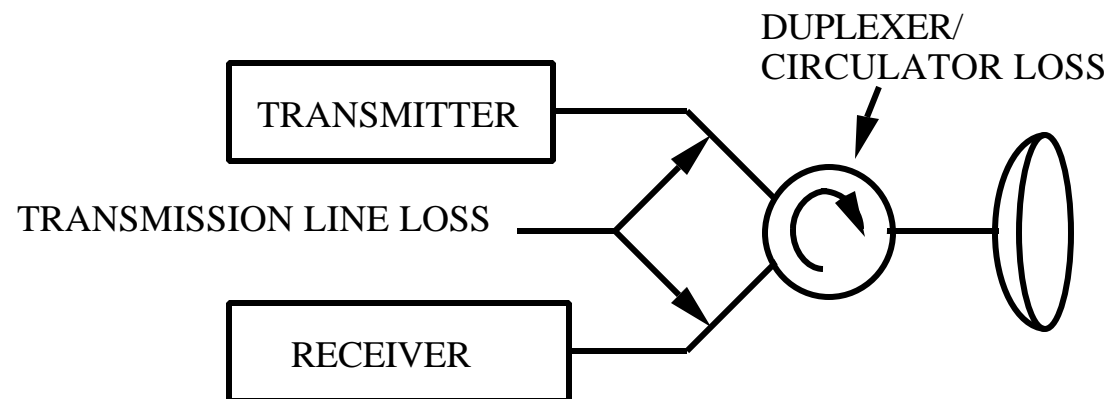 DUPLEXER/
CIRCULATOR LOSS
TRANSMITTER
TRANSMISSION LINE LOSS
RECEIVER